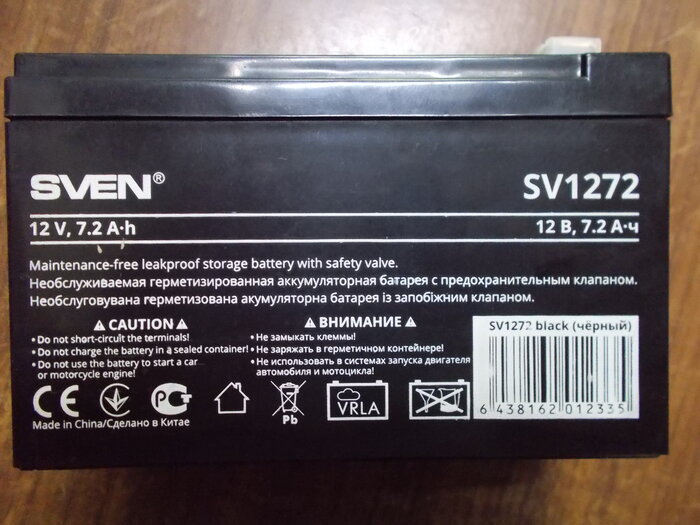 SVEN® SV1272
12 V, 7.2 A·h 12 В, 7.2 А·ч
Maintenance-free leakproof storage battery with safety valve.
Необслуживаемая герметизированная аккумуляторная батарея с предохранительным клапаном.
Необслуговувана герметизована акумуляторна батарея із запобіжним клапаном.
⚠ CAUTION ⚠
• Do not short-circuit the terminals!
• Do not charge the battery in a sealed container!
• Do not use the battery to start a car
or motorcycle engine!
⚠ ВНИМАНИЕ ⚠
• Не замыкать клеммы!
• Не заряжать в герметичном контейнере!
• Не использовать в системах запуска двигателя
автомобиля и мотоцикла!
SV1272 black (чёрный)
6 438162 012335
CE
РСТ
Pb
VRLA
Made in China/Сделано в Китае